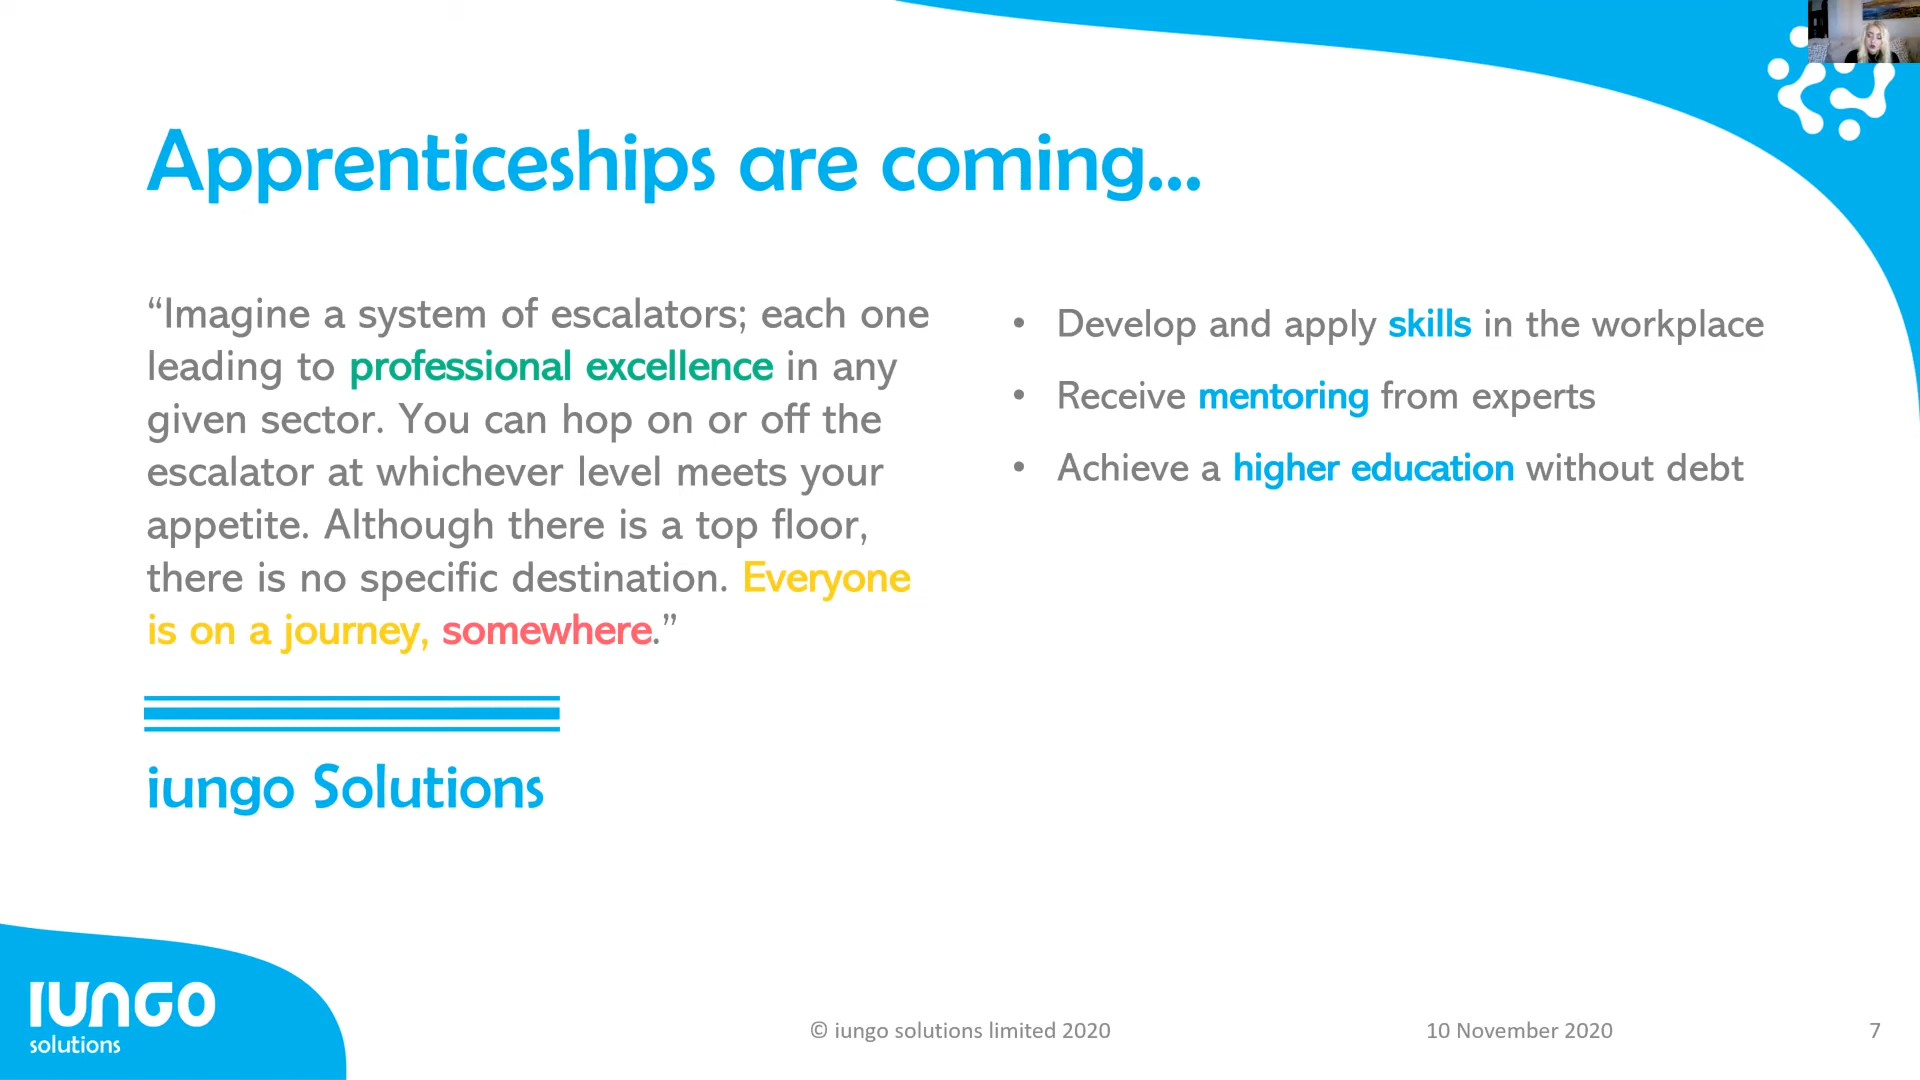 Apprenticeships are coming...
“Imagine a system of escalators; each one
leading to professional excellence in any
given sector. You can hop on or off the
escalator at whichever level meets your
appetite. Although there is a top floor,
there is no specific destination. Everyone
is on a journey, somewhere.”
iungo Solutions
• Develop and apply skills in the workplace
• Receive mentoring from experts
• Achieve a higher education without debt
IUNGO
solutions
© iungo solutions limited 2020
10 November 2020
7